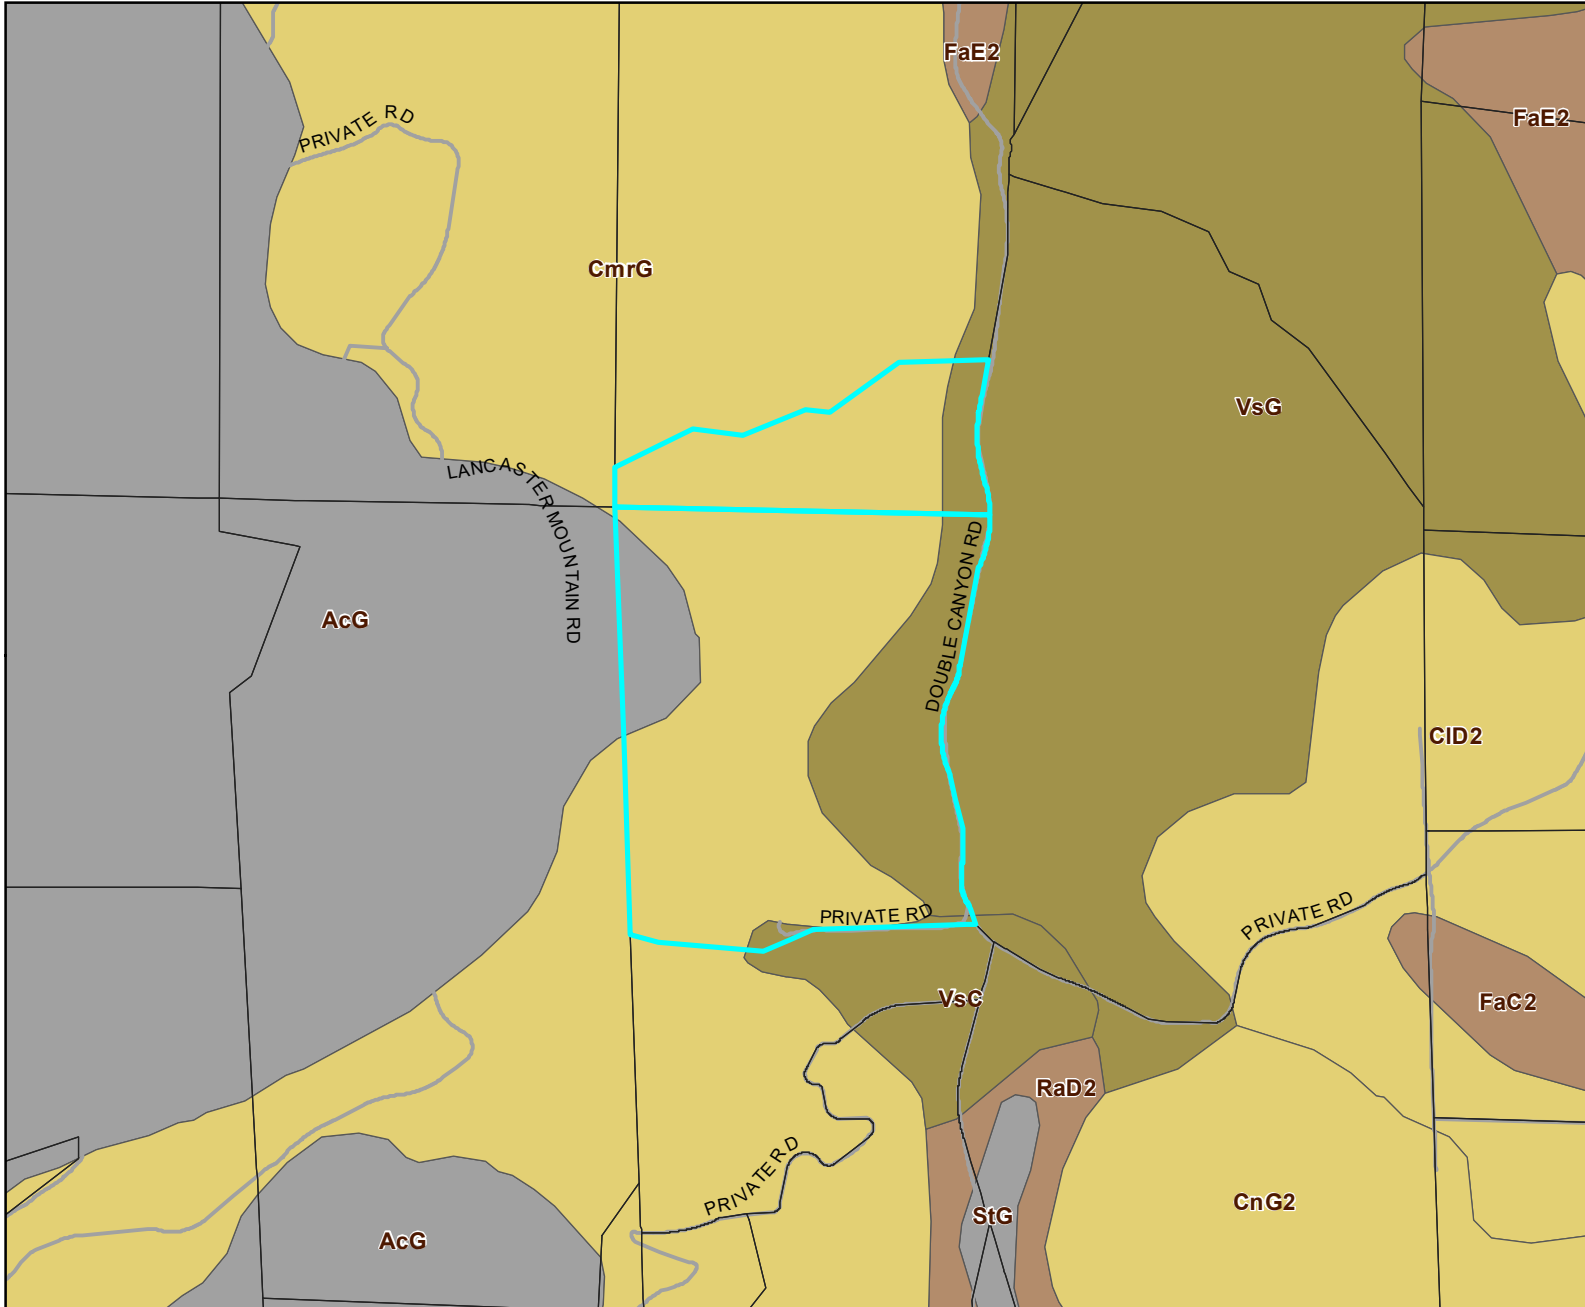 FaE2
FaE2
PRIVATE RD
CmrG
VsG
LANCASTER MOUNTAIN RD
DOUBLE CANYON RD
AcG
ClD2
PRIVATE RD
PRIVATE RD
VsC
FaC2
RaD2
PRIVATE RD
CnG2
StG
AcG